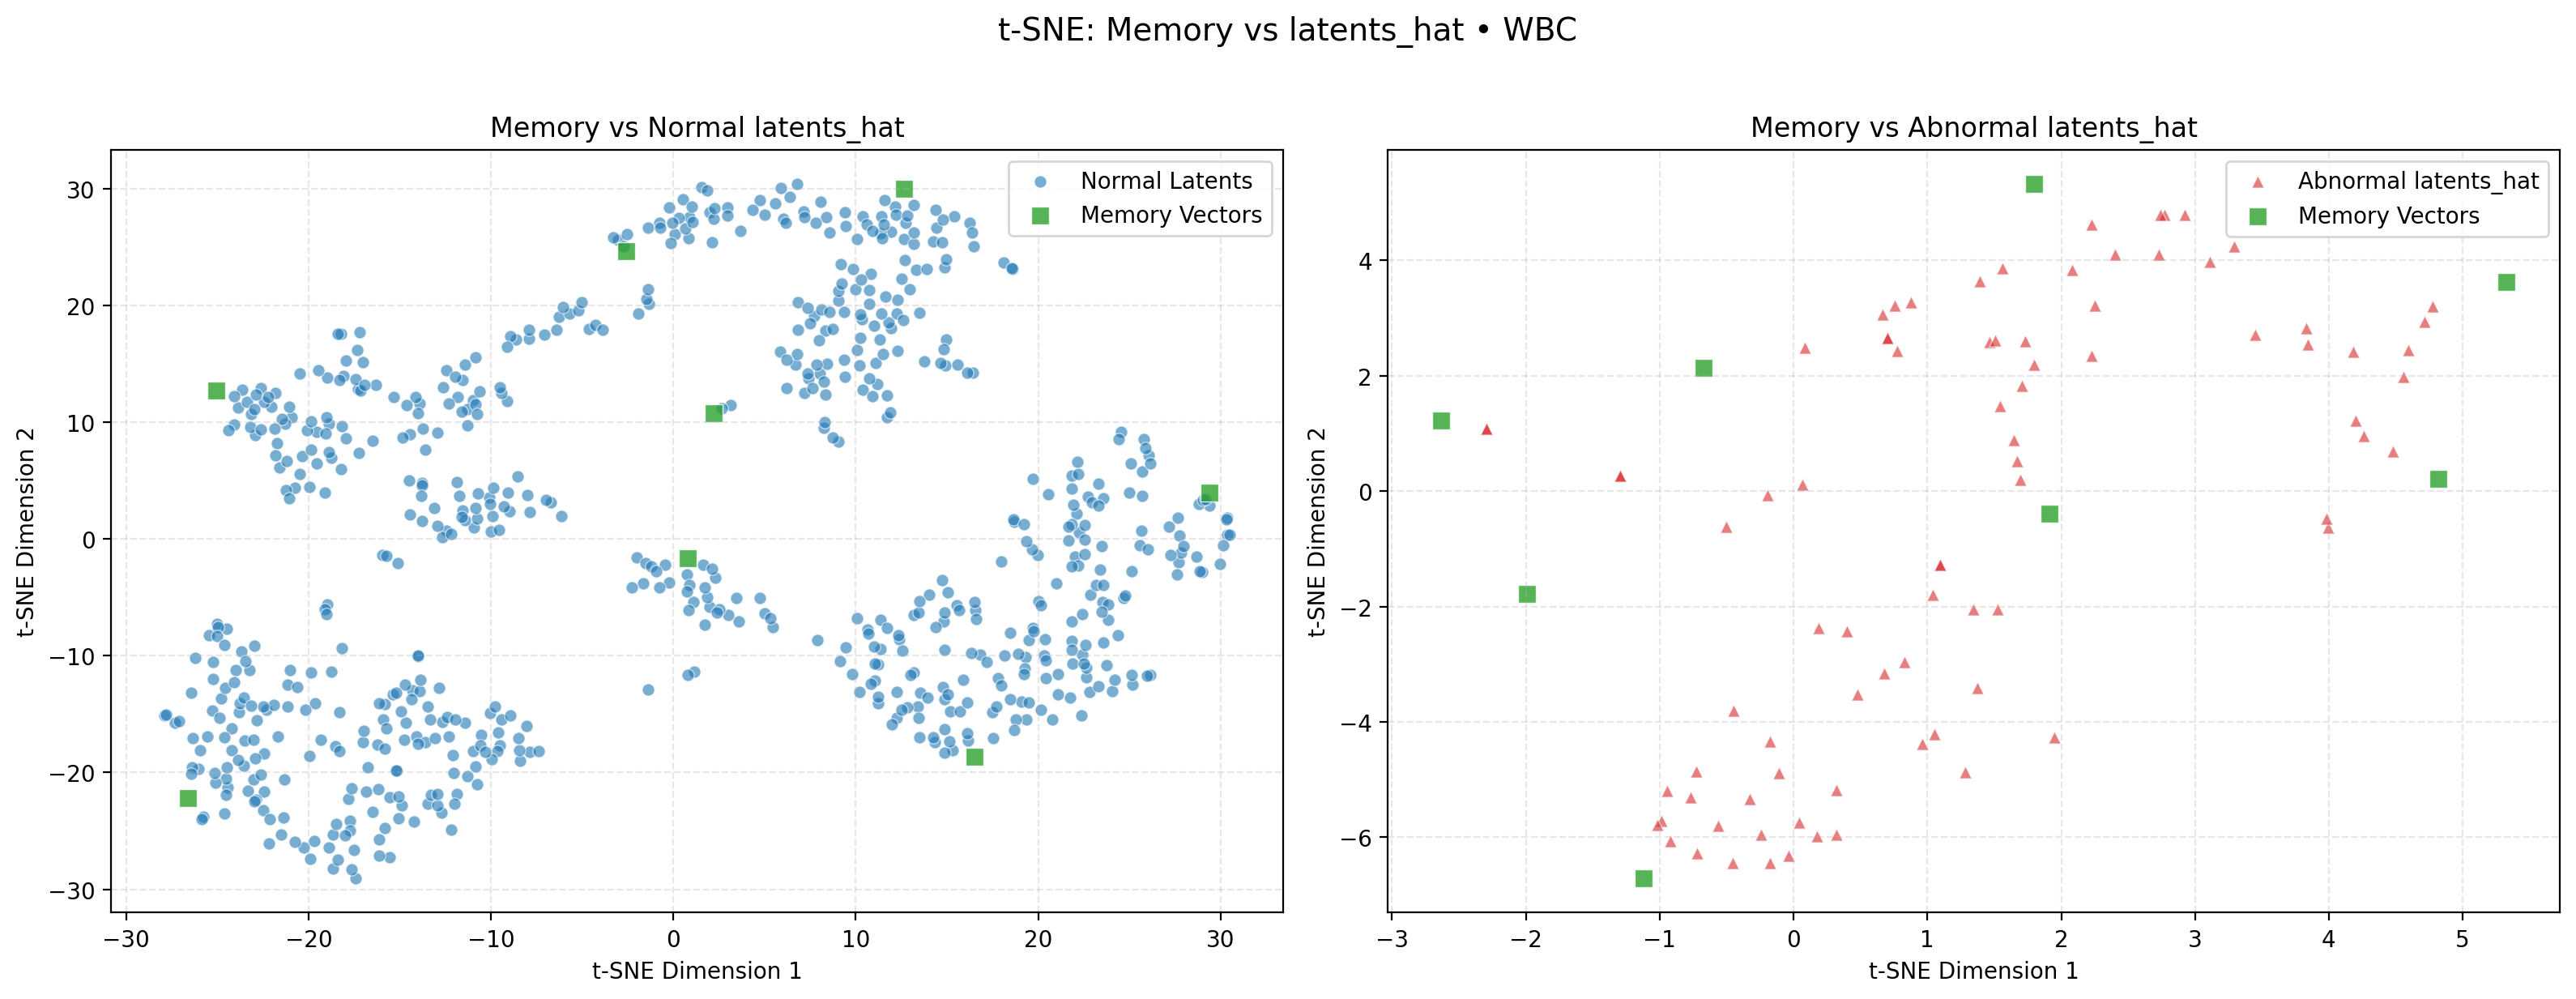 t-SNE: Memory vs latents_hat • WBC
Memory vs Normal latents_hat
Normal Latents
Memory Vectors
t-SNE Dimension 2
30
20
10
0
−10
−20
−30
−30 −20 −10 0 10 20 30
t-SNE Dimension 1
Memory vs Abnormal latents_hat
Abnormal latents_hat
Memory Vectors
t-SNE Dimension 2
4
2
0
−2
−4
−6
−3 −2 −1 0 1 2 3 4 5
t-SNE Dimension 1